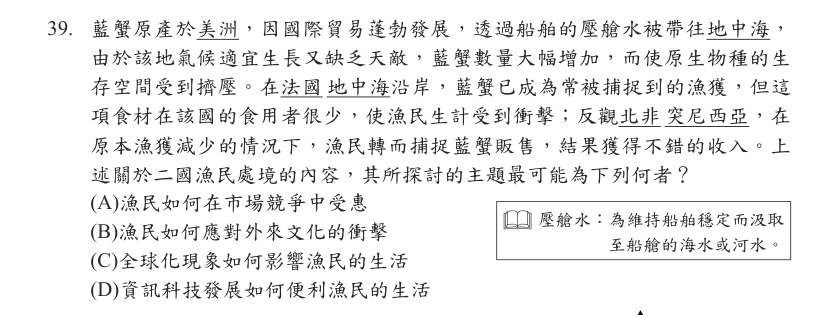 39. 藍蟹原產於美洲，因國際貿易蓬勃發展，透過船舶的壓艙水被帶往地中海，
由於該地氣候適宜生長又缺乏天敵，藍蟹數量大幅增加，而使原生物種的生
存空間受到擠壓。在法國 地中海沿岸，藍蟹已成為常被捕捉到的漁獲，但這
項食材在該國的食用者很少，使漁民生計受到衝擊；反觀北非 突尼西亞，在
原本漁獲減少的情況下，漁民轉而捕捉藍蟹販售，結果獲得不錯的收入。上
述關於二國漁民處境的內容，其所探討的主題最可能為下列何者？
(A)漁民如何在市場競爭中受惠
(B)漁民如何應對外來文化的衝擊
(C)全球化現象如何影響漁民的生活
(D)資訊科技發展如何便利漁民的生活
壓艙水：為維持船舶穩定而汲取
至船艙的海水或河水。